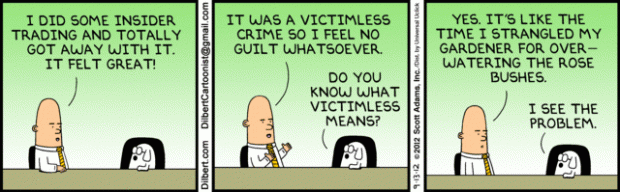 I DID SOME INSIDER
TRADING AND TOTALLY
GOT AWAY WITH IT.
IT FELT GREAT!
Dilbert.com DilbertCartoonist@gmail.com
IT WAS A VICTIMLESS
CRIME SO I FEEL NO
GUILT WHATSOEVER.
DO YOU
KNOW WHAT
VICTIMLESS
MEANS?
9-13-12 ©2012 Scott Adams, Inc. /Dist. by Universal Uclick
YES. IT'S LIKE THE
TIME I STRANGLED MY
GARDENER FOR OVER-
WATERING THE ROSE
BUSHES.
I SEE THE
PROBLEM.